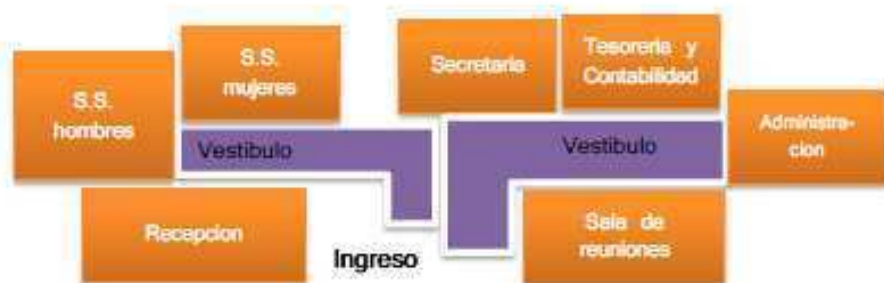 S.S.
hombres
S.S.
mujeres
Secretaria
Tesoreria y
Contabilidad
Administra-
cion
Vestibulo
Vestibulo
Recepcion
Ingreso
Sala de
reuniones